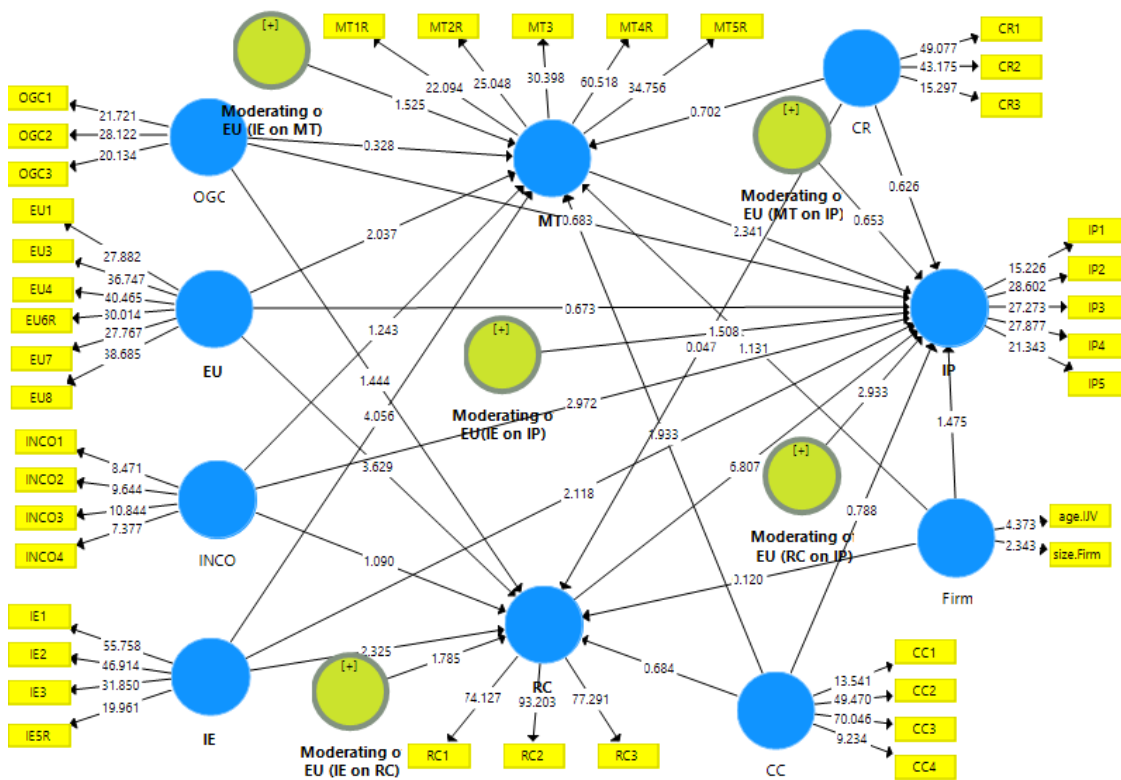 [+]
MT1R
MT2R
MT3
MT4R
MT5R
CR1
CR2
CR3
49.077
43.175
15.297
22.094
25.048
30.398
60.518
34.756
OGC1
OGC2
OGC3
21.721
28.122
20.134
1.525
Moderating o
EU (IE on MT)
0.702
[+]
CR
OGC
0.328
MT
0.683
Moderating o
EU (MT on IP)
0.626
0.653
2.341
EU1
EU3
EU4
EU6R
EU7
EU8
27.882
36.747
40.465
30.014
27.767
38.685
2.037
EU
0.673
IP1
IP2
IP3
IP4
IP5
15.226
28.602
27.273
27.877
21.343
IP
1.243
[+]
1.508
0.047
1.131
1.444
4.056
Moderating o
EU(IE on IP)
2.972
2.933
1.475
1.933
3.629
[+]
6.807
INCO1
INCO2
INCO3
INCO4
8.471
9.644
10.844
7.377
INCO
2.118
0.788
Moderating o
EU (RC on IP)
age.IJV
size.Firm
4.373
2.343
Firm
1.090
0.120
IE1
IE2
IE3
IE5R
55.758
46.914
31.850
19.961
IE
2.325
1.785
[+]
Moderating o
EU (IE on RC)
0.684
RC
74.127
93.203
77.291
RC1
RC2
RC3
CC
13.541
49.470
70.046
9.234
CC1
CC2
CC3
CC4